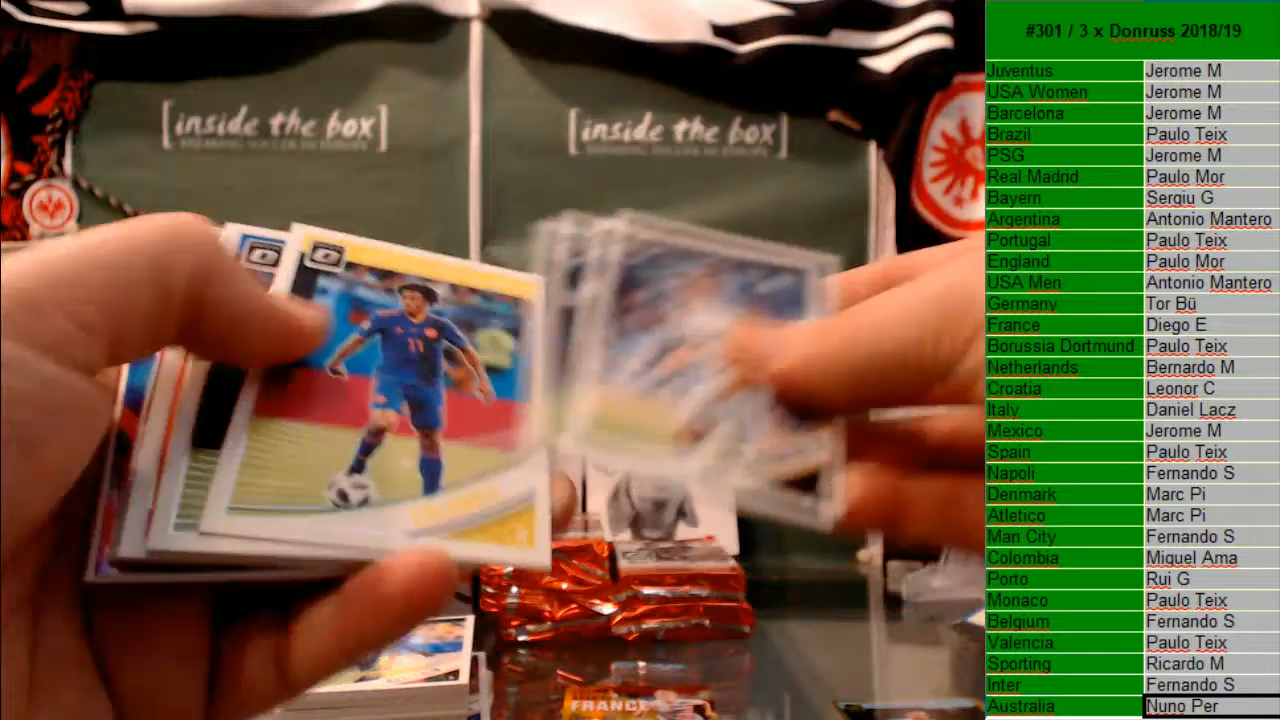 [inside the box]
[inside the box]
11
FRANCE
#301 / 3 x Donruss 2018/19
Juventus Jerome M
USA Women Jerome M
Barcelona Jerome M
Brazil Paulo Teix
PSG Jerome M
Real Madrid Paulo Mor
Bayern Sergiu G
Argentina Antonio Mantero
Portugal Paulo Teix
England Paulo Mor
USA Men Antonio Mantero
Germany Tor Bü
France Diego E
Borussia Dortmund Paulo Teix
Netherlands Bernardo M
Croatia Leonor C
Italy Daniel Lacz
Mexico Jerome M
Spain Paulo Teix
Napoli Fernando S
Denmark Marc Pi
Atletico Marc Pi
Man City Fernando S
Colombia Miguel Ama
Porto Rui G
Monaco Paulo Teix
Belgium Fernando S
Valencia Paulo Teix
Sporting Ricardo M
Inter Fernando S
Australia Nuno Per